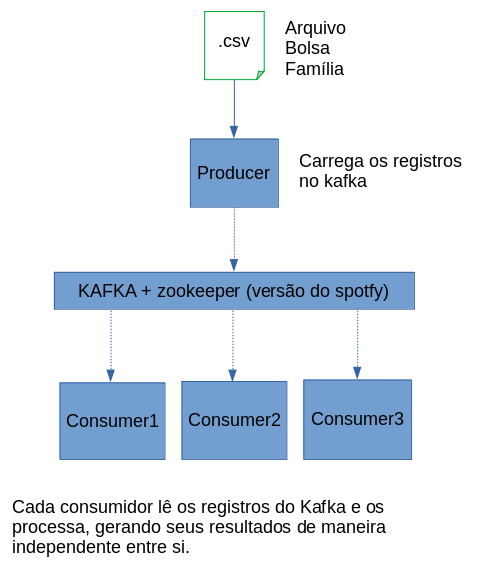 .csv
Arquivo
Bolsa
Família
Producer
Carrega os registros
no kafka
KAFKA + zookeeper (versão do spotfy)
Consumer1
Consumer2
Consumer3
Cada consumidor lê os registros do Kafka e os
processa, gerando seus resultados de maneira
independente entre si.